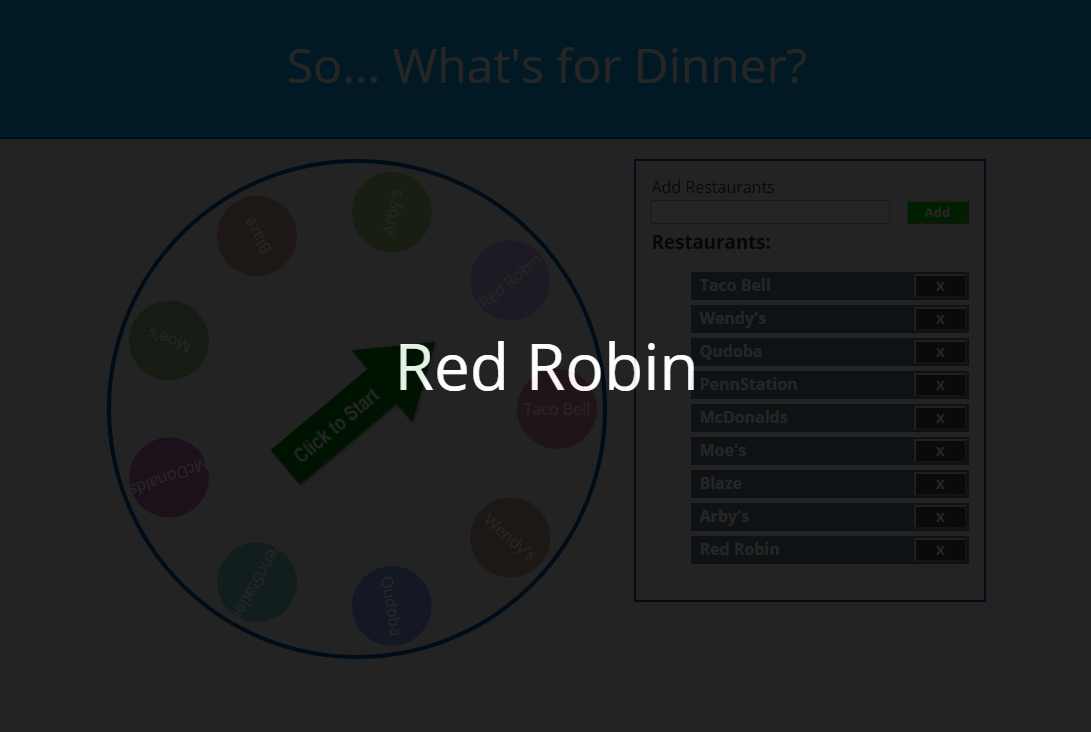 So... What's for Dinner?
Arby's
Blaze
Red Robin
Moe's
Click to Start
Taco Bell
McDonalds
Wendy's
PennStation
Qudoba
Red Robin
Add Restaurants
Add
Restaurants:
Taco Bell x
Wendy's x
Qudoba x
PennStation x
McDonalds x
Moe's x
Blaze x
Arby's x
Red Robin x